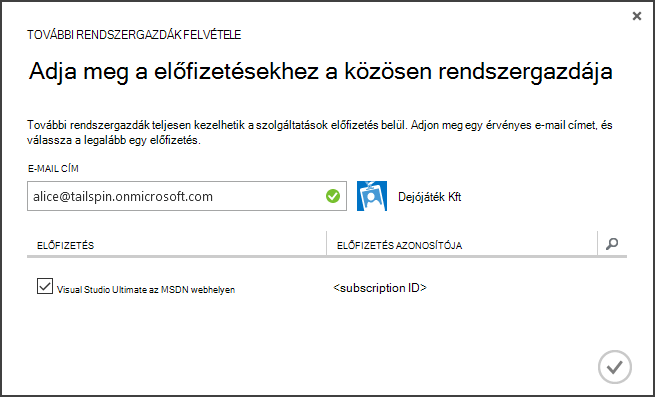 TOVÁBBI RENDSZERGAZDÁK FELVÉTELE
Adja meg a előfizetésekhez a közösen rendszergazdája
További rendszergazdák teljesen kezelhetik a szolgáltatások előfizetés belül. Adjon meg egy érvényes e-mail címet, és
válassza a legalább egy előfizetés.
E-MAIL CÍM
alice@tailspin.onmicrosoft.com
Dejójáték Kft
ELŐFIZETÉS ELŐFIZETÉS AZONOSÍTÓJA
Visual Studio Ultimate az MSDN webhelyen <subscription ID>